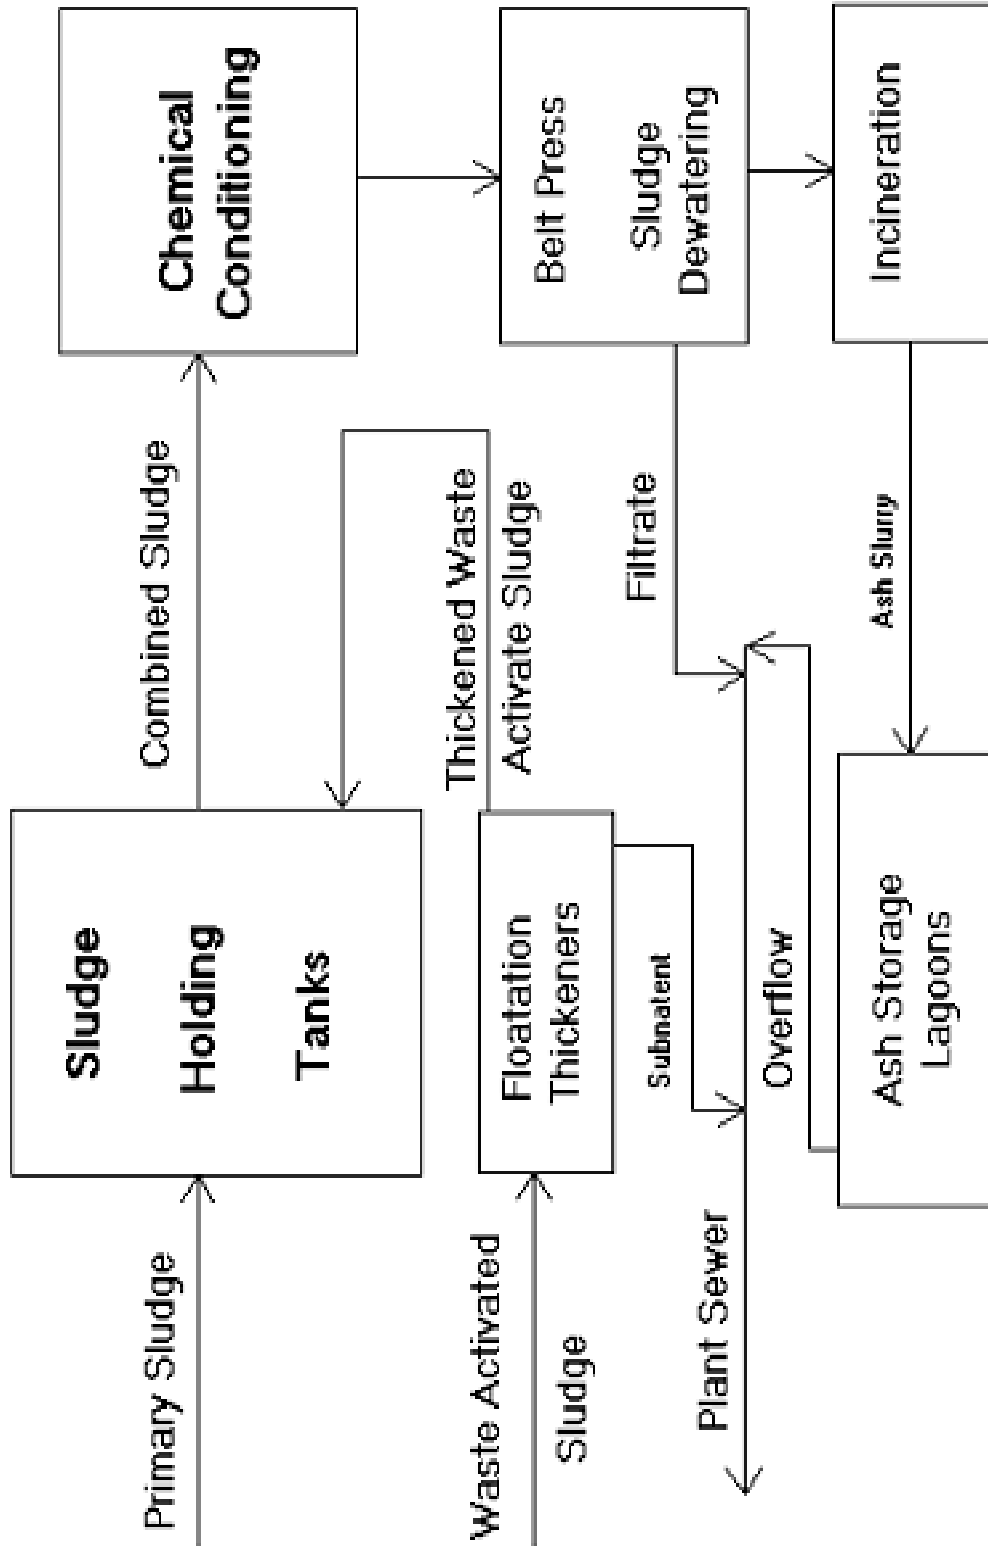 Primary Sludge
Sludge
Holding
Tanks
Combined Sludge
Chemical
Conditioning
Waste Activated
Sludge
Floatation
Thickeners
Thickened Waste
Activate Sludge
Belt Press
Sludge
Dewatering
Subnatent
Filtrate
Plant Sewer
Overflow
Ash Storage
Lagoons
Ash Slurry
Incineration